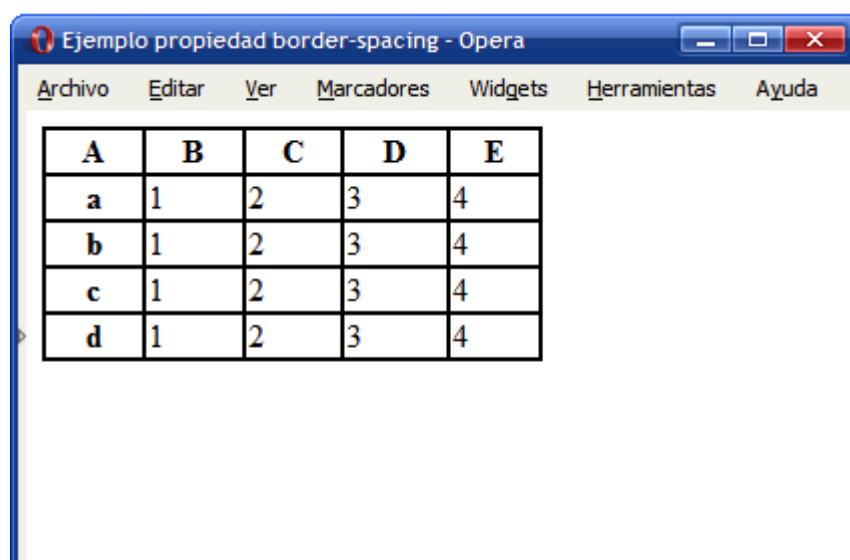 Ejemplo propiedad border-spacing - Opera
Archivo Editar Ver Marcadores Widgets Herramientas Ayuda
A B C D E
a 1 2 3 4
b 1 2 3 4
c 1 2 3 4
d 1 2 3 4